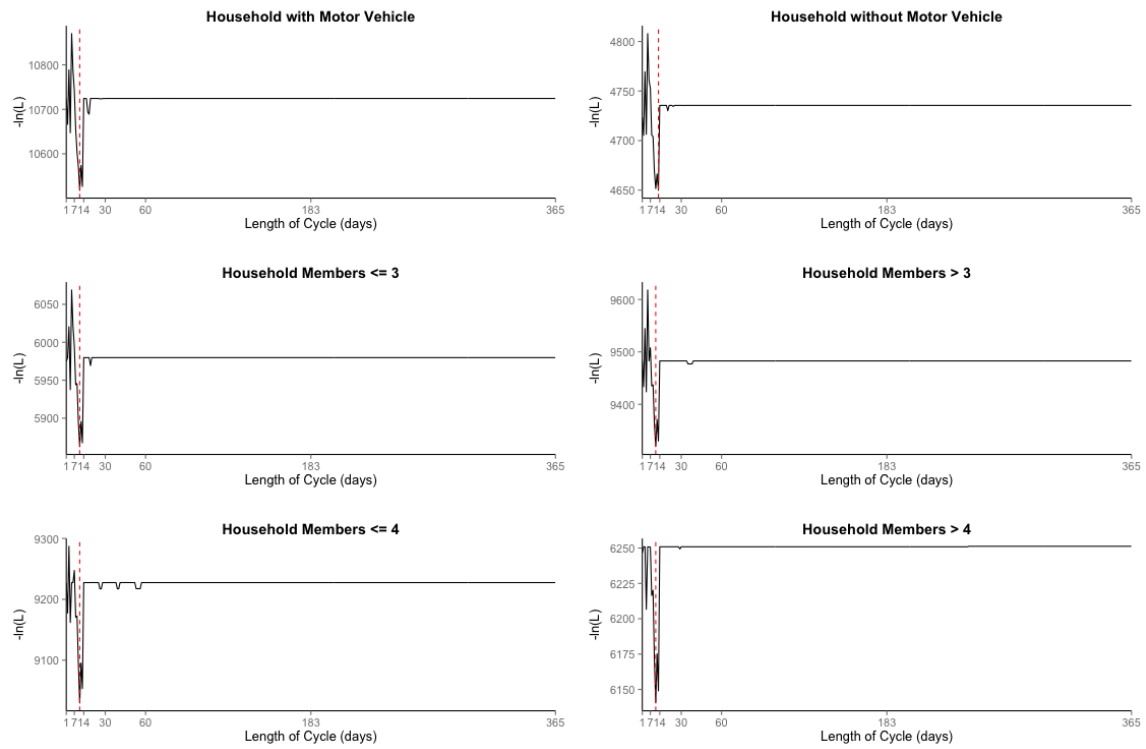 Household with Motor Vehicle
-ln(L)
10800
10700
10600
1 7 14 30 60 183 365
Length of Cycle (days)
Household without Motor Vehicle
-ln(L)
4800
4750
4700
4650
1 7 14 30 60 183 365
Length of Cycle (days)
Household Members <= 3
-ln(L)
6050
6000
5950
5900
1 7 14 30 60 183 365
Length of Cycle (days)
Household Members > 3
-ln(L)
9600
9500
9400
1 7 14 30 60 183 365
Length of Cycle (days)
Household Members <= 4
-ln(L)
9300
9200
9100
1 7 14 30 60 183 365
Length of Cycle (days)
Household Members > 4
-ln(L)
6250
6225
6200
6175
6150
1 7 14 30 60 183 365
Length of Cycle (days)